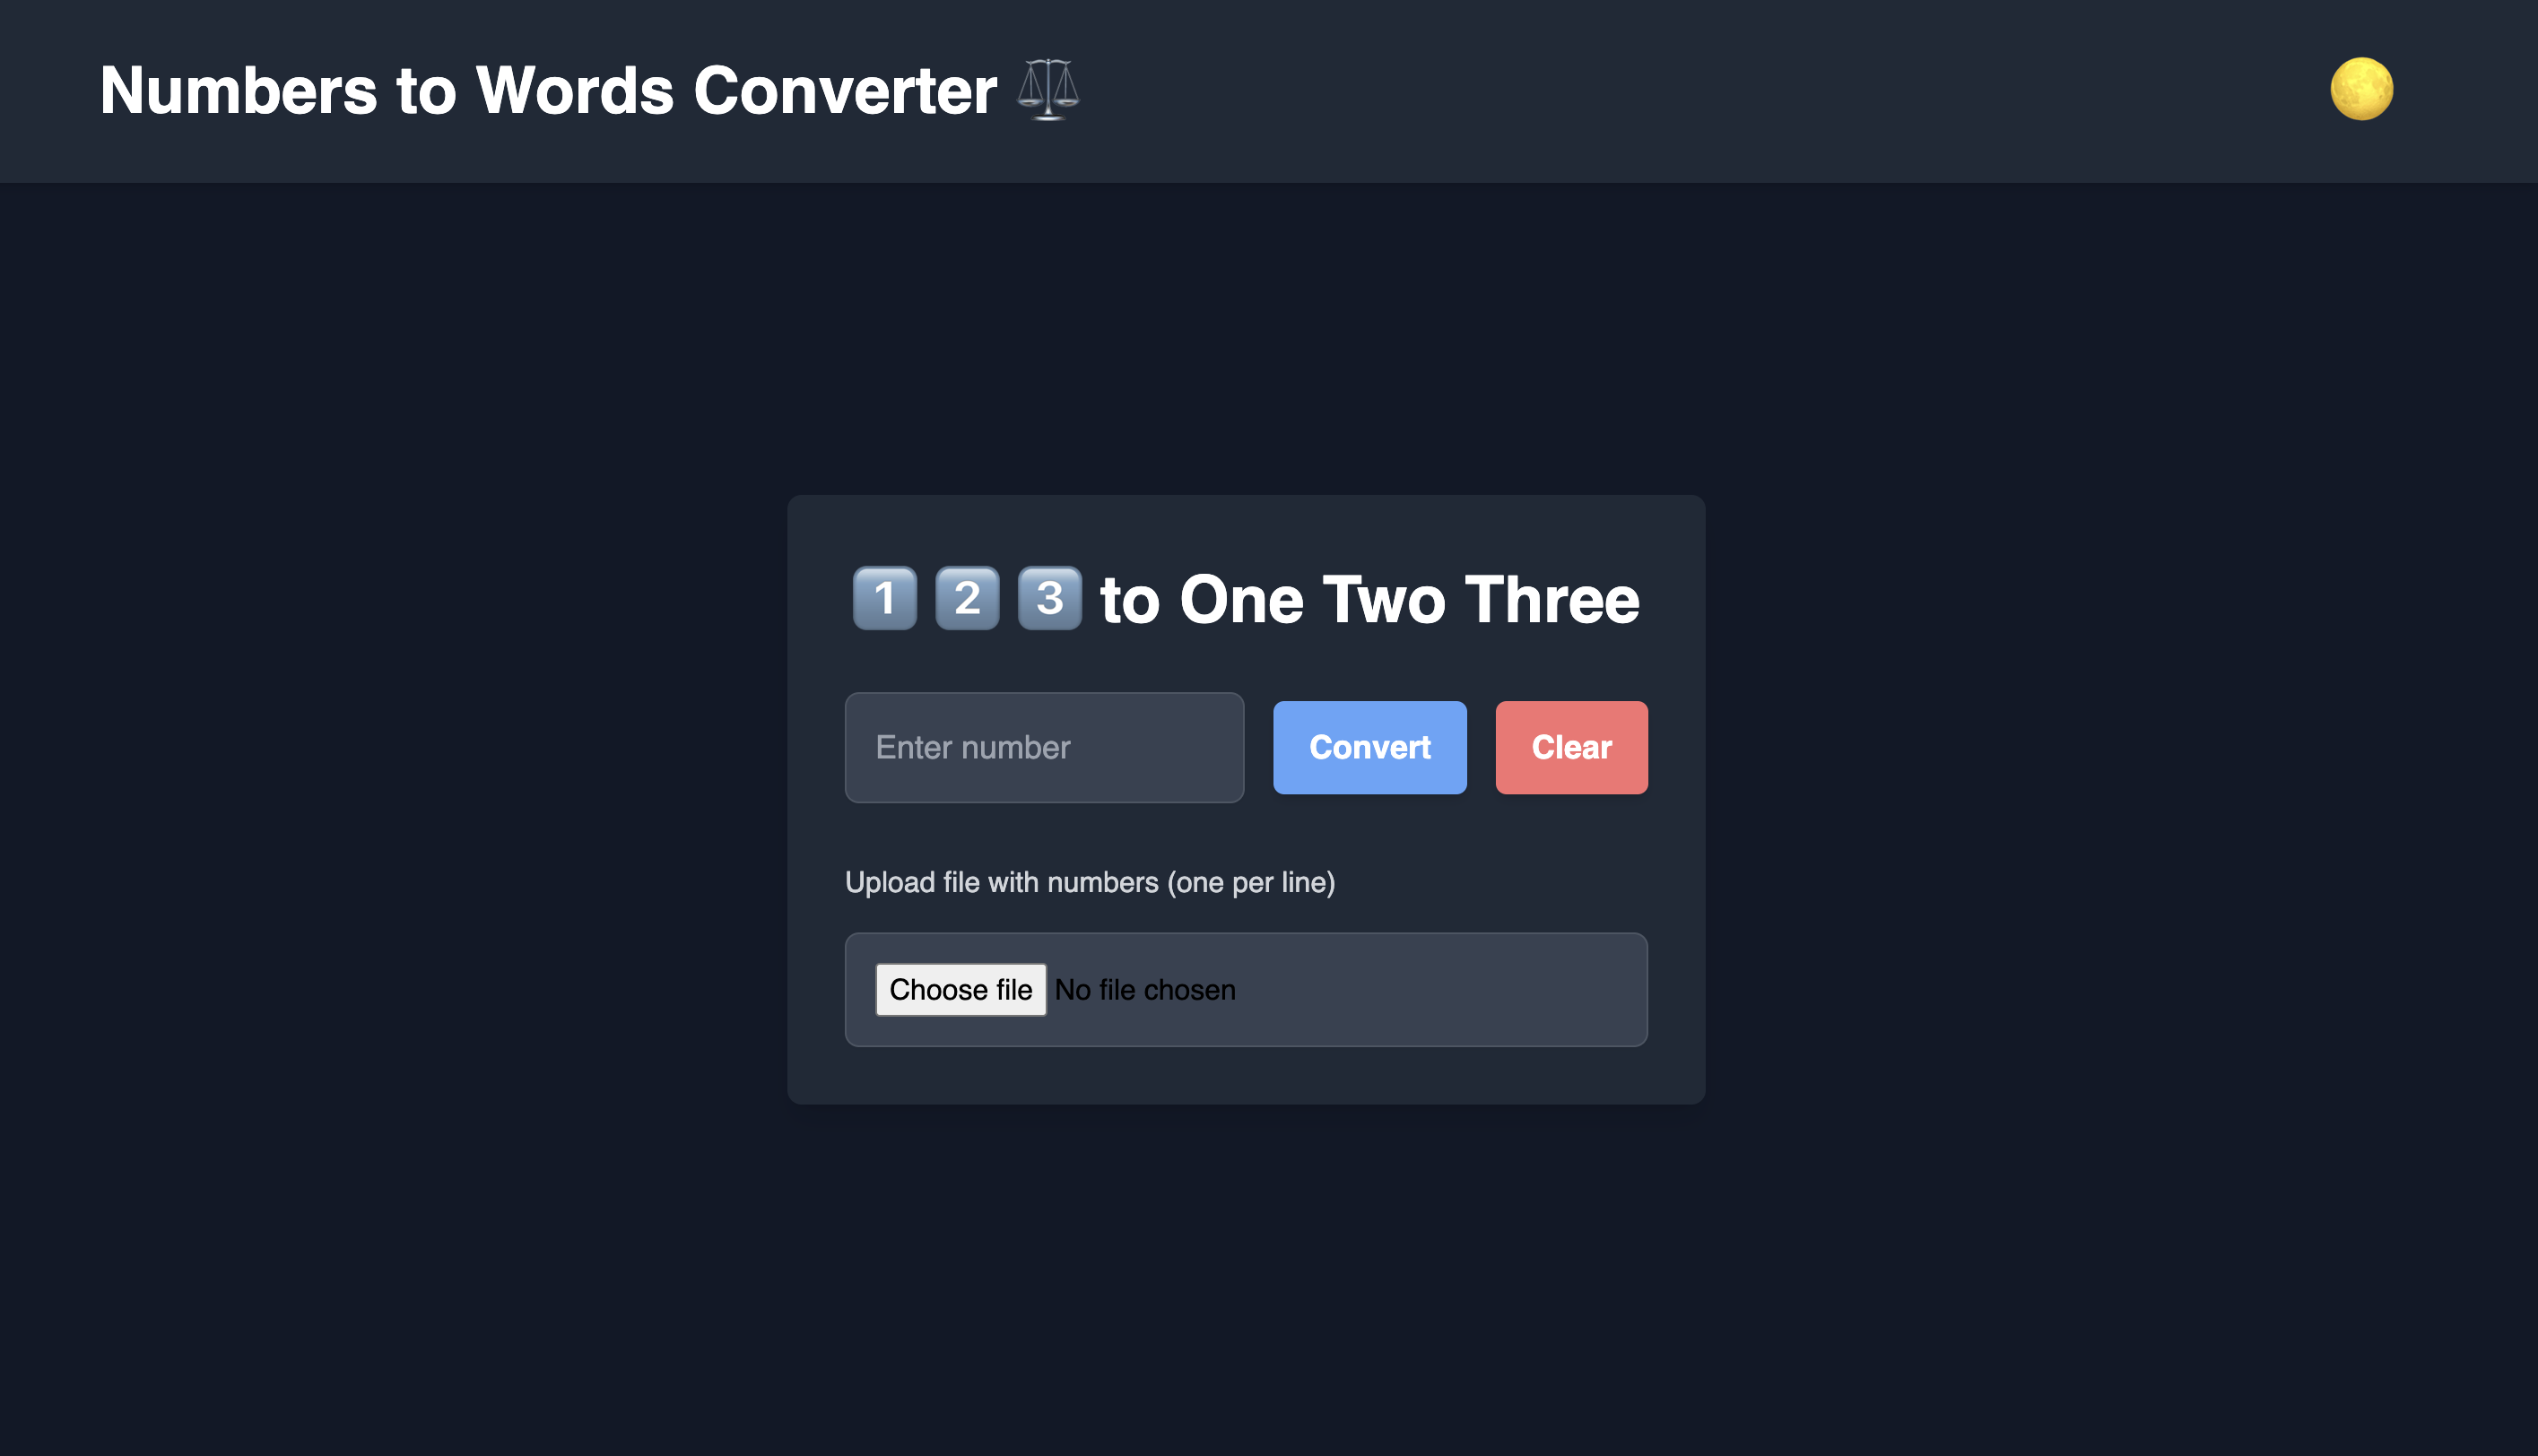 Numbers to Words Converter ⚖️
1️⃣ 2️⃣ 3️⃣ to One Two Three
Enter number
Convert
Clear
Upload file with numbers (one per line)
Choose file No file chosen